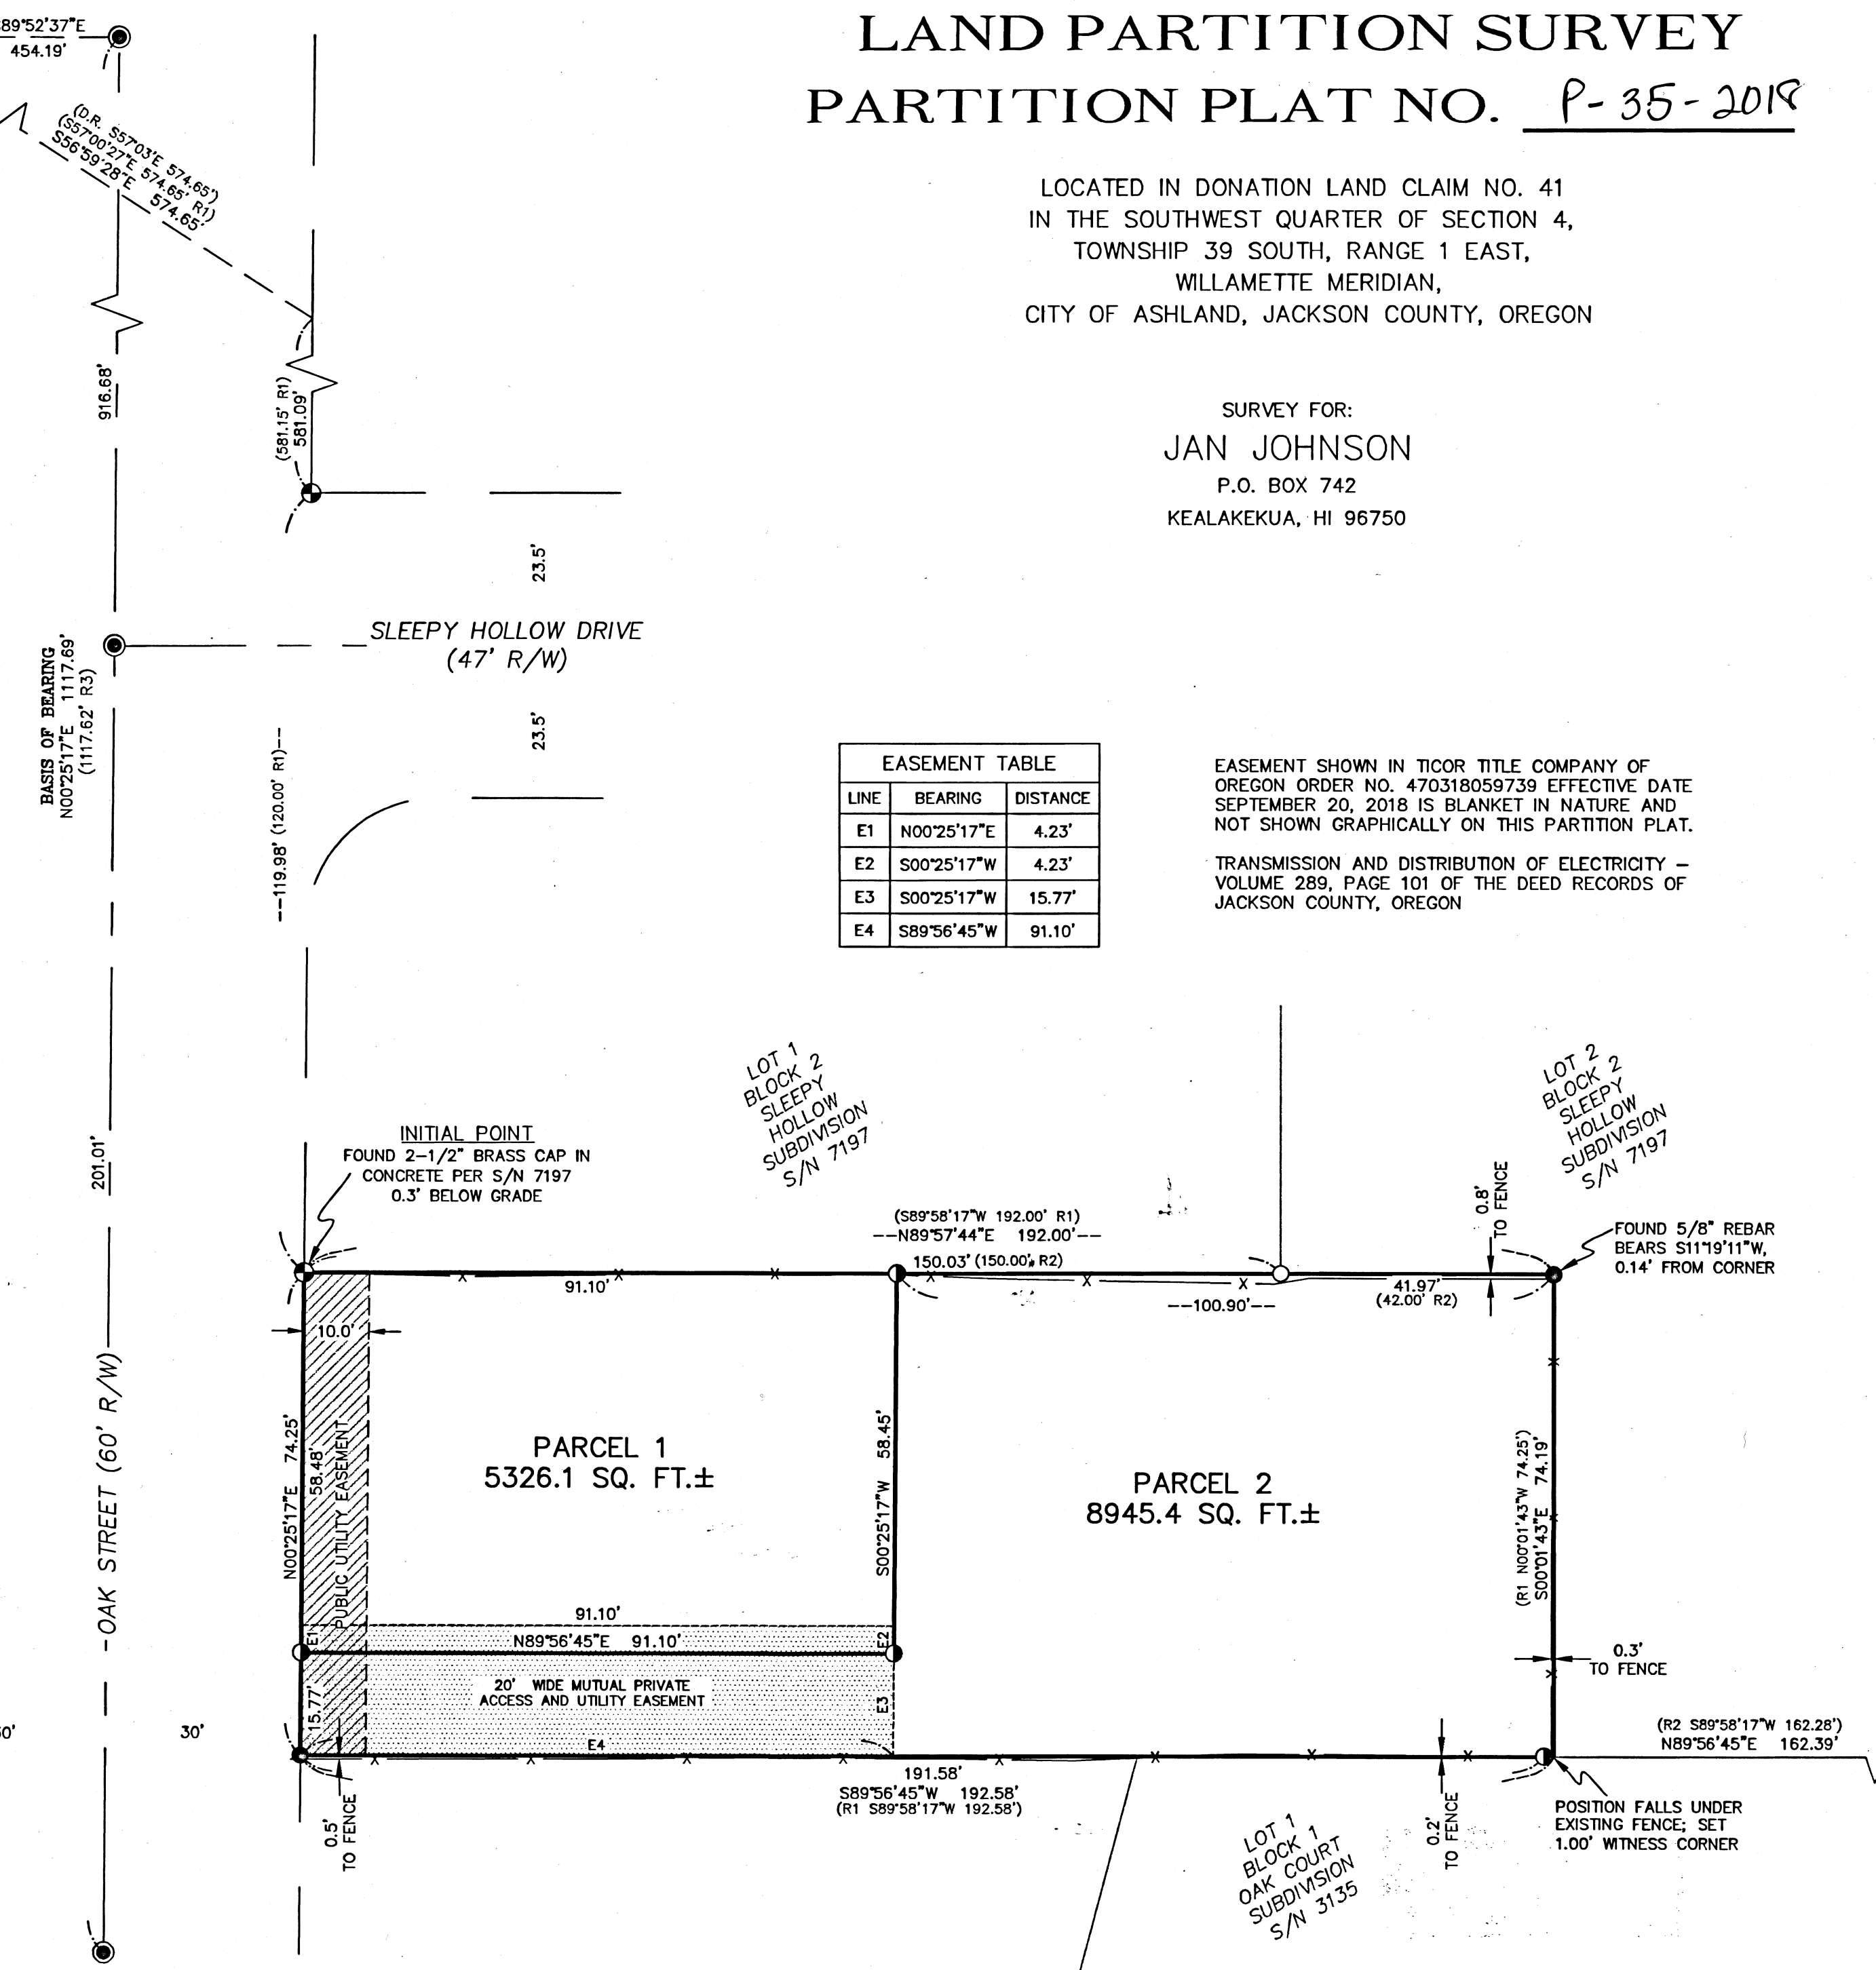 LAND PARTITION SURVEY
PARTITION PLAT NO. P-35-2018
LOCATED IN DONATION LAND CLAIM NO. 41
IN THE SOUTHWEST QUARTER OF SECTION 4,
TOWNSHIP 39 SOUTH, RANGE 1 EAST,
WILLAMETTE MERIDIAN,
CITY OF ASHLAND, JACKSON COUNTY, OREGON
SURVEY FOR:
JAN JOHNSON
P.O. BOX 742
KEALAKEKUA, HI 96750
89°52'37"E
454.19'
(D.R. S57°03'E 574.65')
(S57°00'27"E 574.65' R1)
S56°59'28"E 574.65'
916.68'
(581.15' R1)
581.09'
23.5'
SLEEPY HOLLOW DRIVE
(47' R/W)
23.5'
BASIS OF BEARING
N00°25'17"E 1117.69'
(1117.62' R3)
--119.98' (120.00' R1)--
EASEMENT TABLE
LINE BEARING DISTANCE
E1 N00°25'17"E 4.23'
E2 S00°25'17"W 4.23'
E3 S00°25'17"W 15.77'
E4 S89°56'45"W 91.10'
EASEMENT SHOWN IN TICOR TITLE COMPANY OF
OREGON ORDER NO. 470318059739 EFFECTIVE DATE
SEPTEMBER 20, 2018 IS BLANKET IN NATURE AND
NOT SHOWN GRAPHICALLY ON THIS PARTITION PLAT.
TRANSMISSION AND DISTRIBUTION OF ELECTRICITY –
VOLUME 289, PAGE 101 OF THE DEED RECORDS OF
JACKSON COUNTY, OREGON
201.01'
INITIAL POINT
FOUND 2-1/2" BRASS CAP IN
CONCRETE PER S/N 7197
0.3' BELOW GRADE
LOT 1
BLOCK 2
SLEEPY
HOLLOW
SUBDIVISION
S/N 7197
LOT 2
BLOCK 2
SLEEPY
HOLLOW
SUBDIVISION
S/N 7197
0.8'
TO FENCE
FOUND 5/8" REBAR
BEARS S11°19'11"W,
0.14' FROM CORNER
(S89°58'17"W 192.00' R1)
--N89°57'44"E 192.00'--
150.03' (150.00' R2)
91.10'
--100.90'--
41.97'
(42.00' R2)
10.0'
OAK STREET (60' R/W)
N00°25'17"E 74.25'
58.48'
PUBLIC UTILITY EASEMENT
PARCEL 1
5326.1 SQ. FT.±
S00°25'17"W 58.45'
PARCEL 2
8945.4 SQ. FT.±
(R1 N00°01'43"W 74.25')
S00°01'43"E 74.19'
91.10'
E1
N89°56'45"E 91.10'
E2
20' WIDE MUTUAL PRIVATE
ACCESS AND UTILITY EASEMENT
E3
15.77'
E4
0.3'
TO FENCE
30'
(R2 S89°58'17"W 162.28')
N89°56'45"E 162.39'
191.58'
S89°56'45"W 192.58'
(R1 S89°58'17"W 192.58')
0.5'
TO FENCE
0.2'
TO FENCE
LOT 1
BLOCK 1
OAK COURT
SUBDIVISION
S/N 3135
POSITION FALLS UNDER
EXISTING FENCE; SET
1.00' WITNESS CORNER